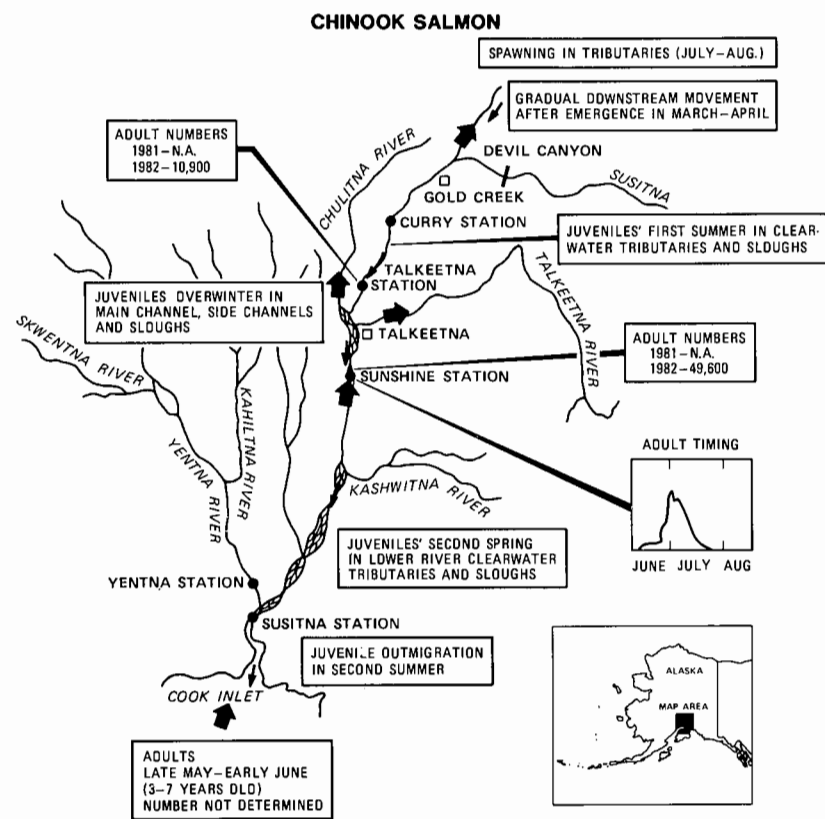 CHINOOK SALMON
SPAWNING IN TRIBUTARIES (JULY–AUG.)
GRADUAL DOWNSTREAM MOVEMENT
AFTER EMERGENCE IN MARCH–APRIL
ADULT NUMBERS
1981–N.A.
1982–10,900
CHULITNA RIVER
DEVIL CANYON
SUSITNA
GOLD CREEK
CURRY STATION
JUVENILES' FIRST SUMMER IN CLEAR-
WATER TRIBUTARIES AND SLOUGHS
TALKEETNA
STATION
TALKEETNA RIVER
JUVENILES OVERWINTER IN
MAIN CHANNEL, SIDE CHANNELS
AND SLOUGHS
TALKEETNA
SKWENTNA RIVER
ADULT NUMBERS
1981–N.A.
1982–49,600
SUNSHINE STATION
KAHILTNA RIVER
YENTNA RIVER
ADULT TIMING
JUNE JULY AUG
KASHWITNA
RIVER
JUVENILES' SECOND SPRING
IN LOWER RIVER CLEARWATER
TRIBUTARIES AND SLOUGHS
YENTNA STATION
SUSITNA STATION
JUVENILE OUTMIGRATION
IN SECOND SUMMER
COOK INLET
ALASKA
MAP AREA
ADULTS
LATE MAY–EARLY JUNE
(3–7 YEARS OLD)
NUMBER NOT DETERMINED